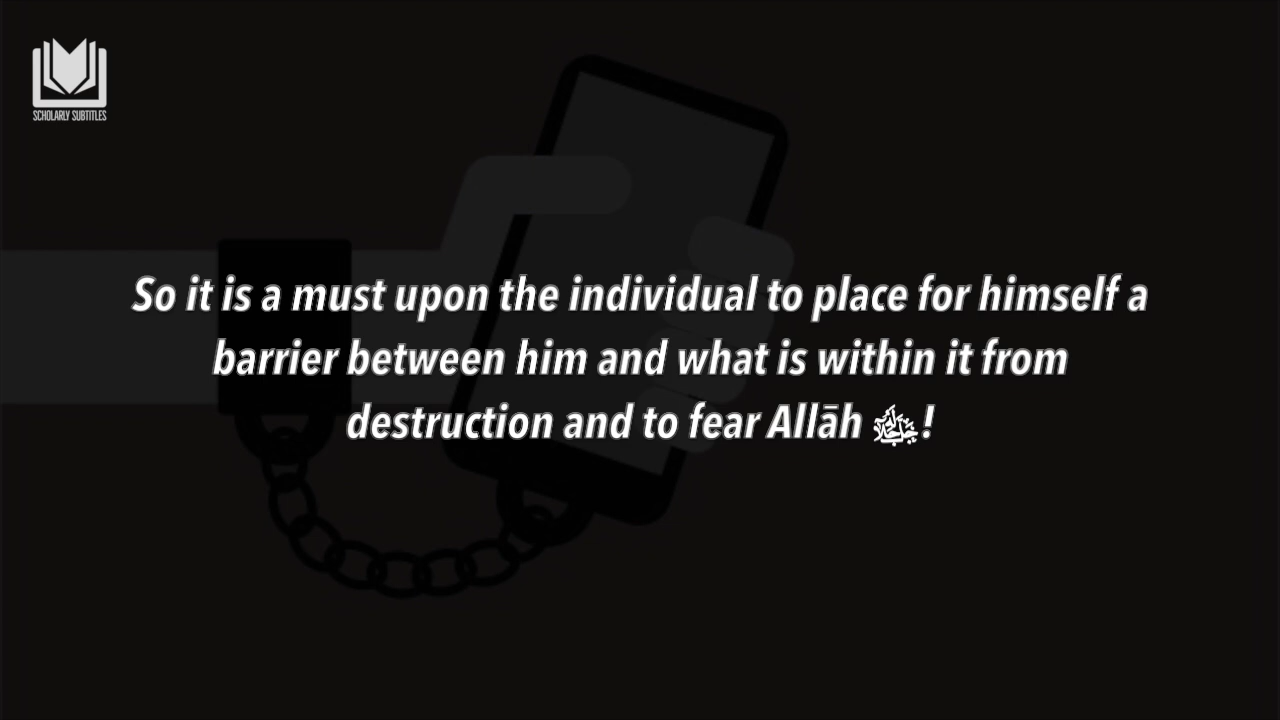 SCHOLARLY SUBTITLES
So it is a must upon the individual to place for himself a
barrier between him and what is within it from
destruction and to fear Allāh ﷻ!